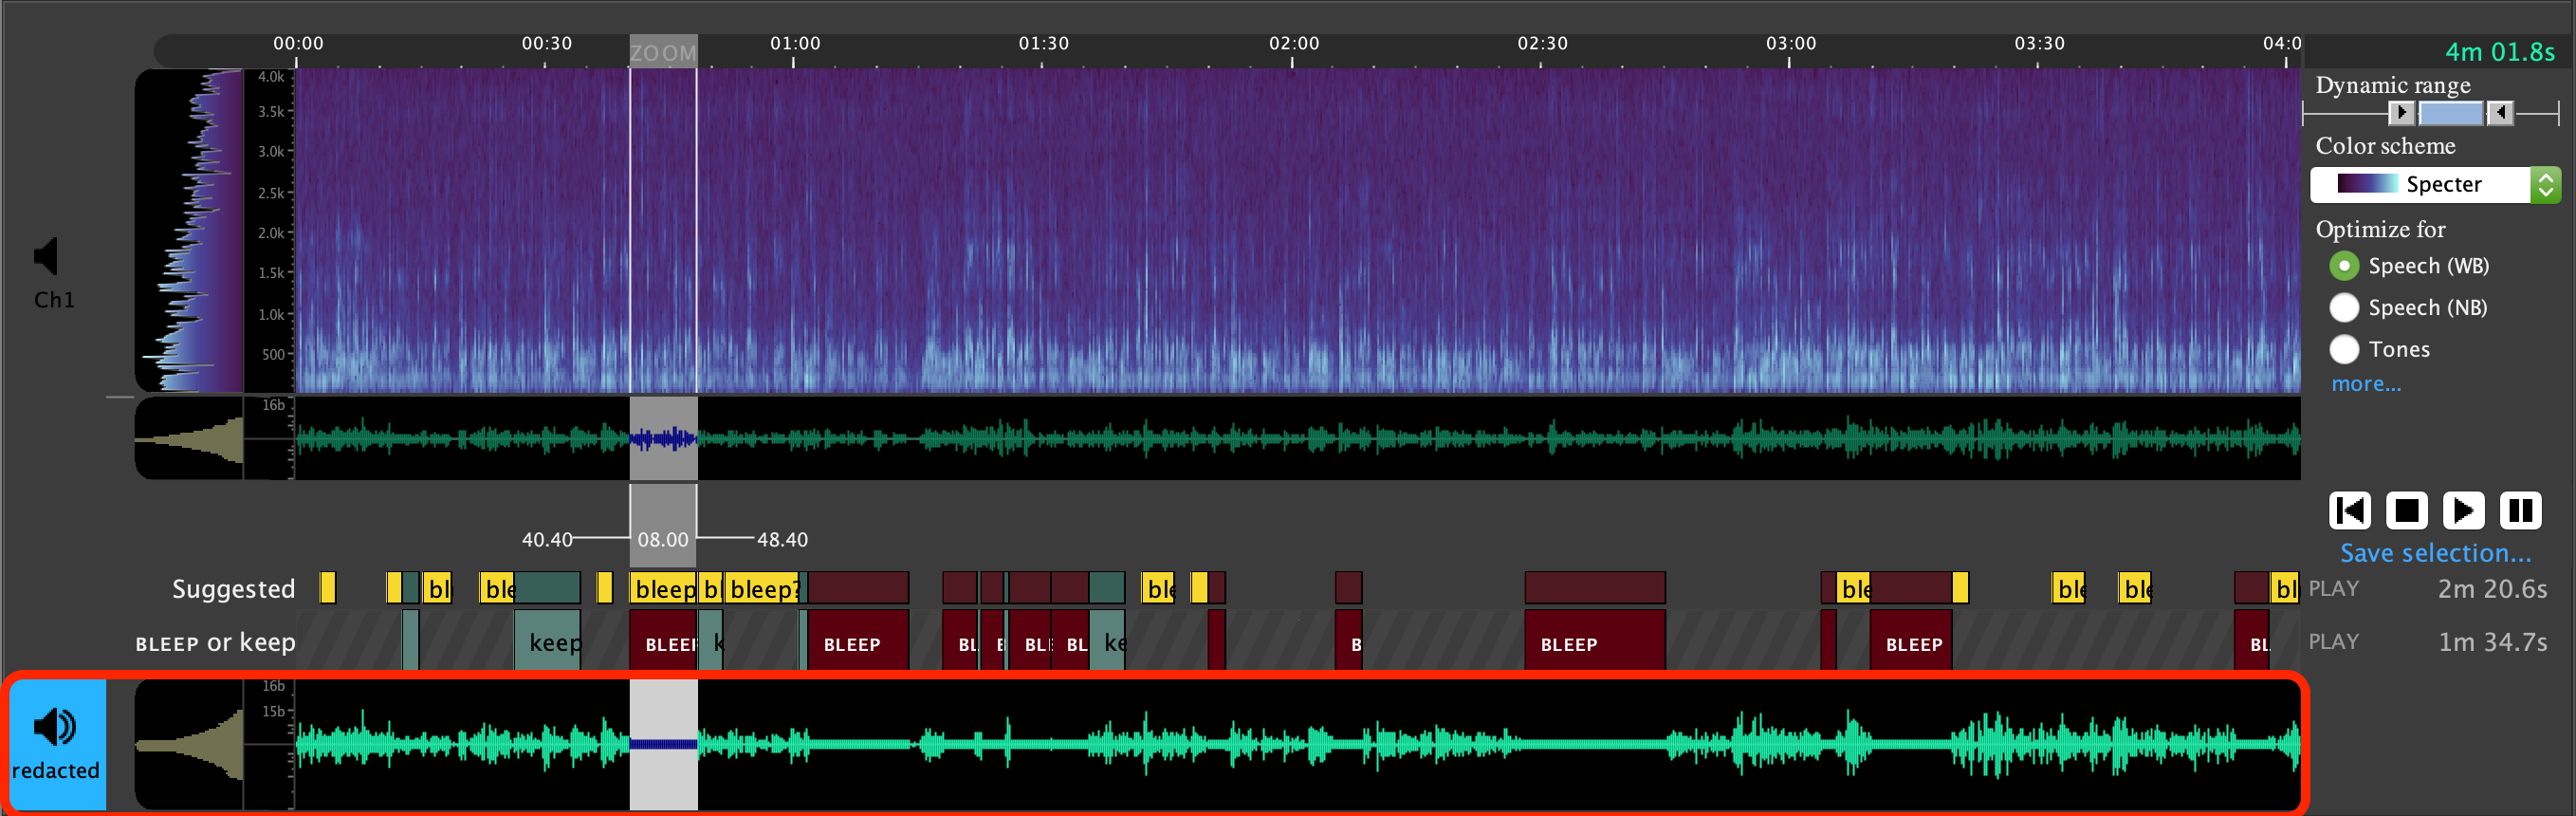 00:00 00:30 01:00 01:30 02:00 02:30 03:00 03:30 04:0
ZOOM
4m 01.8s
4.0k
3.5k
3.0k
2.5k
2.0k
1.5k
1.0k
500
Ch1
Dynamic range
Color scheme
Specter
Optimize for
Speech (WB)
Speech (NB)
Tones
more...
16b
40.40 08.00 48.40
Save selection...
Suggested bl ble bleep bl bleep? ble ble ble ble bl PLAY 2m 20.6s
BLEEP or keep keep BLEEP k BLEEP BL B BL BL ke B BLEEP BLEEP BL PLAY 1m 34.7s
16b
15b
redacted